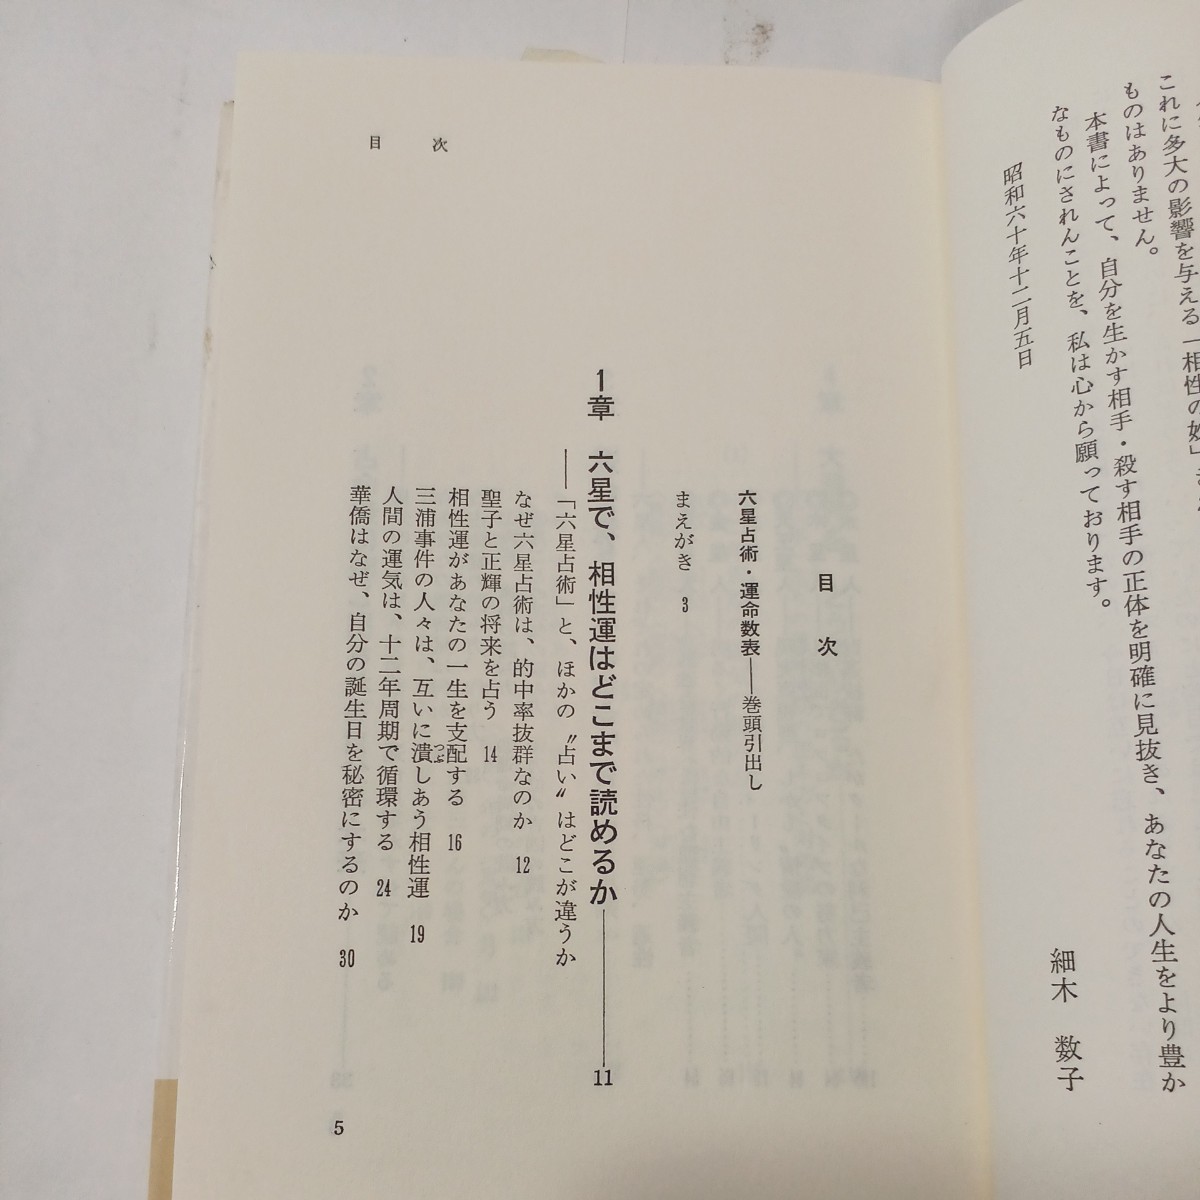 これに多大の影響を与える「相性の妙」
ものはありません。
本書によって、自分を生かす相手・殺す相手の正体を明確に見抜き、あなたの人生をより豊か
なものにされんことを、私は心から願っております。
昭和六十年十二月五日
細木 数子
目次
目次
六星占術・運命数表――巻頭引出し
まえがき 3
1章 六星で、相性運はどこまで読めるか――11
――「六星占術」と、ほかの〝占い〟はどこが違うか
なぜ六星占術は、的中率抜群なのか 12
聖子と正輝の将来を占う 14
相性運があなたの一生を支配する 16
三浦事件の人々は、互いに潰しあう相性運 19
つぶ
人間の運気は、十二年周期で循環する 24
華僑はなぜ、自分の誕生日を秘密にするのか 30
5